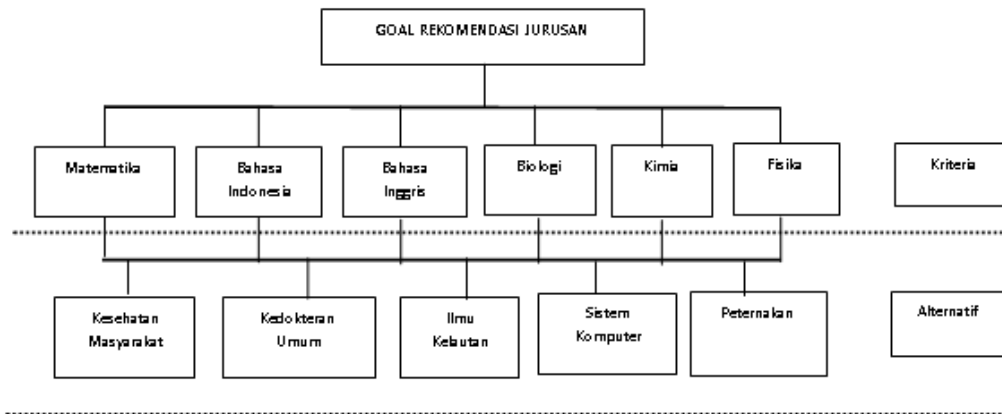 GOAL REKOMENDASI JURUSAN
Matematika
Bahasa
Indonesia
Bahasa
Inggris
Biologi
Kimia
Fisika
Kriteria
Kesehatan
Masyarakat
Kedokteran
Umum
Ilmu
Kelautan
Sistem
Komputer
Peternakan
Alternatif